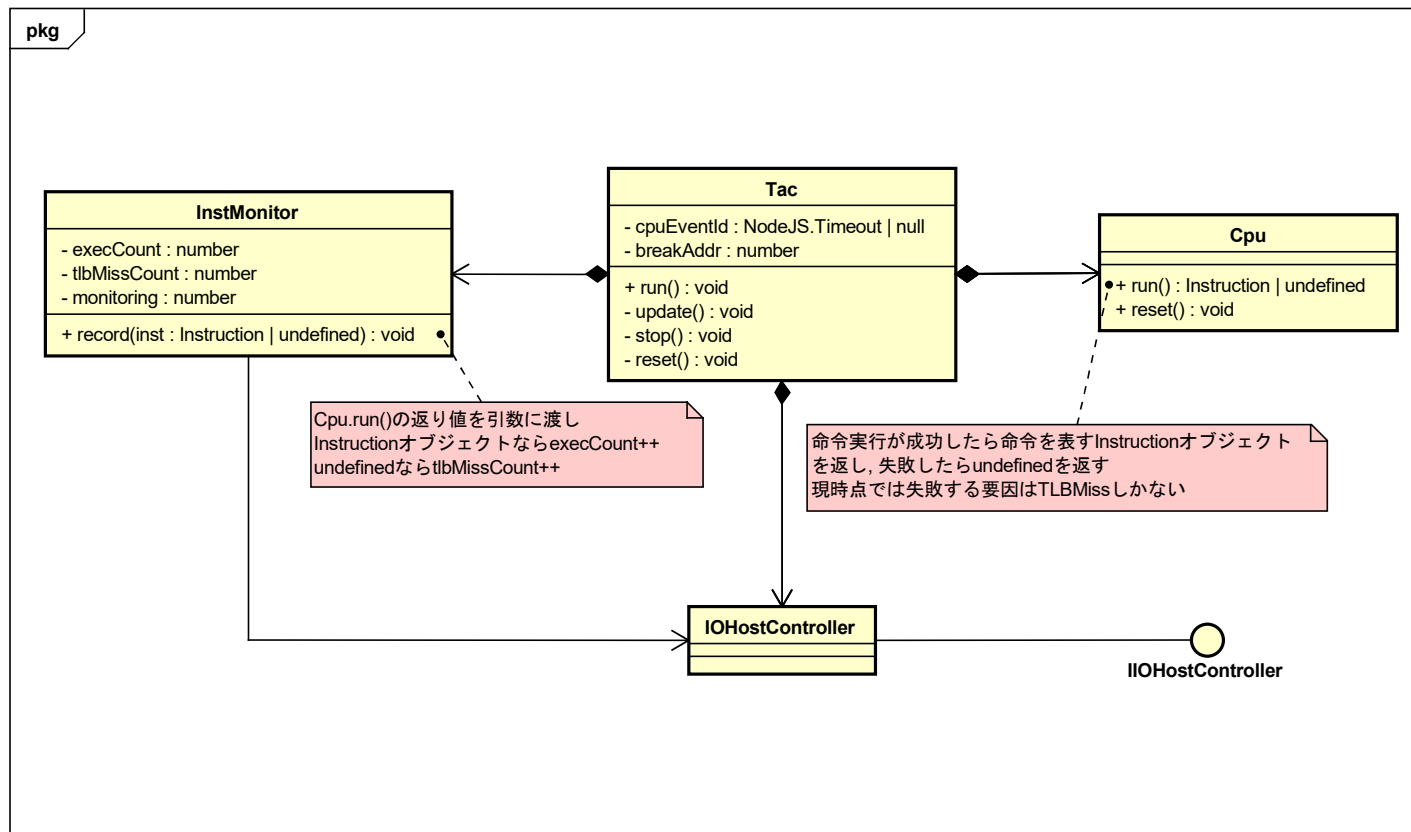 pkg
InstMonitor
- execCount : number
- tlbMissCount : number
- monitoring : number
+ record(inst : Instruction | undefined) : void
Tac
- cpuEventId : NodeJS.Timeout | null
- breakAddr : number
+ run() : void
- update() : void
- stop() : void
- reset() : void
Cpu
+ run() : Instruction | undefined
+ reset() : void
Cpu.run()の返り値を引数に渡し
InstructionオブジェクトならexecCount++
undefinedならtlbMissCount++
命令実行が成功したら命令を表すInstructionオブジェクト
を返し, 失敗したらundefinedを返す
現時点では失敗する要因はTLBMissしかない
IOHostController
IIOHostController